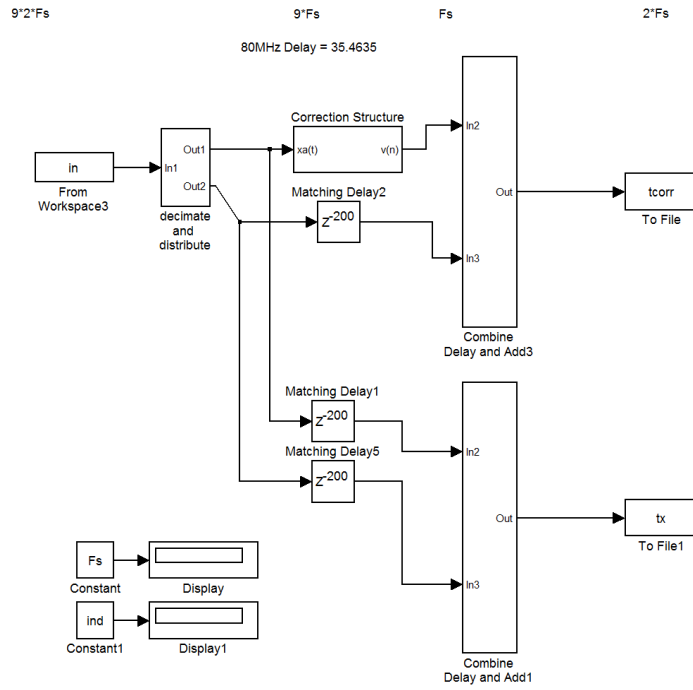 9*2*Fs 9*Fs Fs 2*Fs
80MHz Delay = 35.4635
Correction Structure
xa(t) v(n)
In2
Out1
In1
Out2
in
From
Workspace3
decimate
and
distribute
Matching Delay2
Z-200
Out
In3
tcorr
To File
Combine
Delay and Add3
Matching Delay1
Z-200
In2
Matching Delay5
Z-200
Out
In3
tx
To File1
Fs
Constant
Display
ind
Constant1
Display1
Combine
Delay and Add1